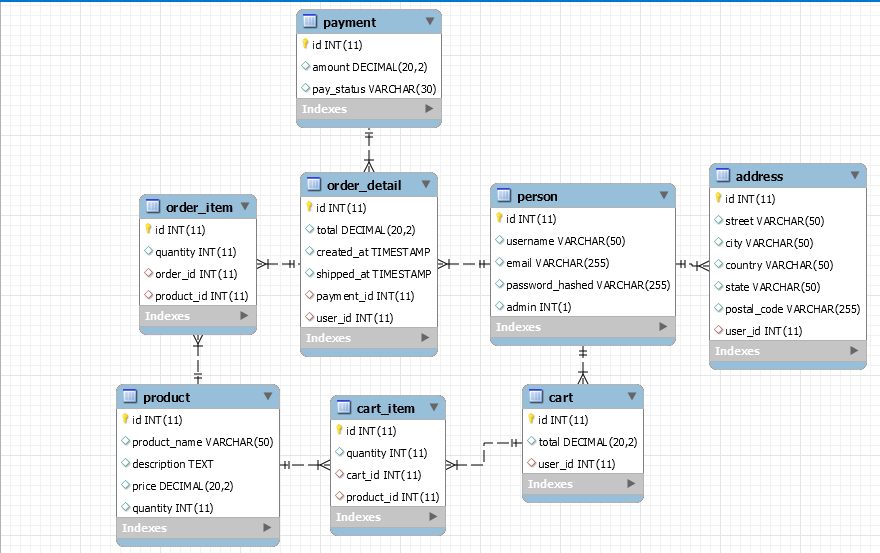 payment
id INT(11)
amount DECIMAL(20,2)
pay_status VARCHAR(30)
Indexes
order_item
id INT(11)
quantity INT(11)
order_id INT(11)
product_id INT(11)
Indexes
order_detail
id INT(11)
total DECIMAL(20,2)
created_at TIMESTAMP
shipped_at TIMESTAMP
payment_id INT(11)
user_id INT(11)
Indexes
person
id INT(11)
username VARCHAR(50)
email VARCHAR(255)
password_hashed VARCHAR(255)
admin INT(1)
Indexes
address
id INT(11)
street VARCHAR(50)
city VARCHAR(50)
country VARCHAR(50)
state VARCHAR(50)
postal_code VARCHAR(255)
user_id INT(11)
Indexes
product
id INT(11)
product_name VARCHAR(50)
description TEXT
price DECIMAL(20,2)
quantity INT(11)
Indexes
cart_item
id INT(11)
quantity INT(11)
cart_id INT(11)
product_id INT(11)
Indexes
cart
id INT(11)
total DECIMAL(20,2)
user_id INT(11)
Indexes